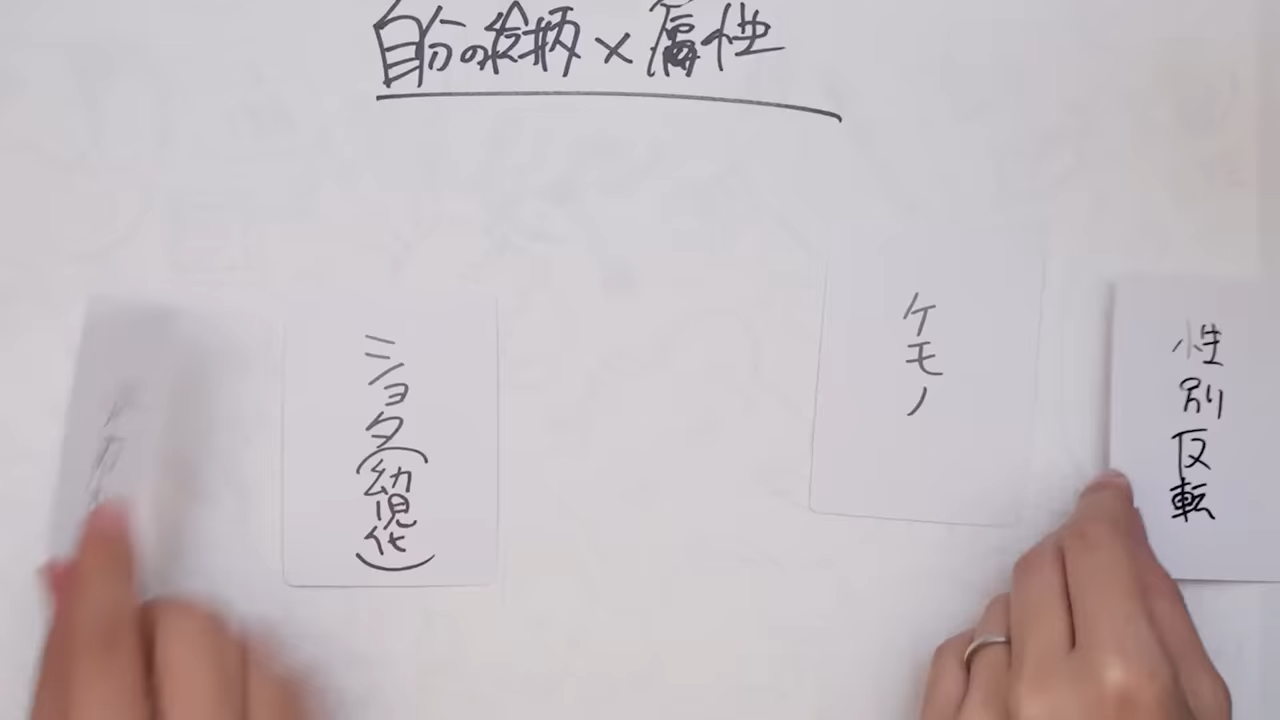 自分の絵柄×属性
ショタ(幼児化)
ケモノ
性別反転